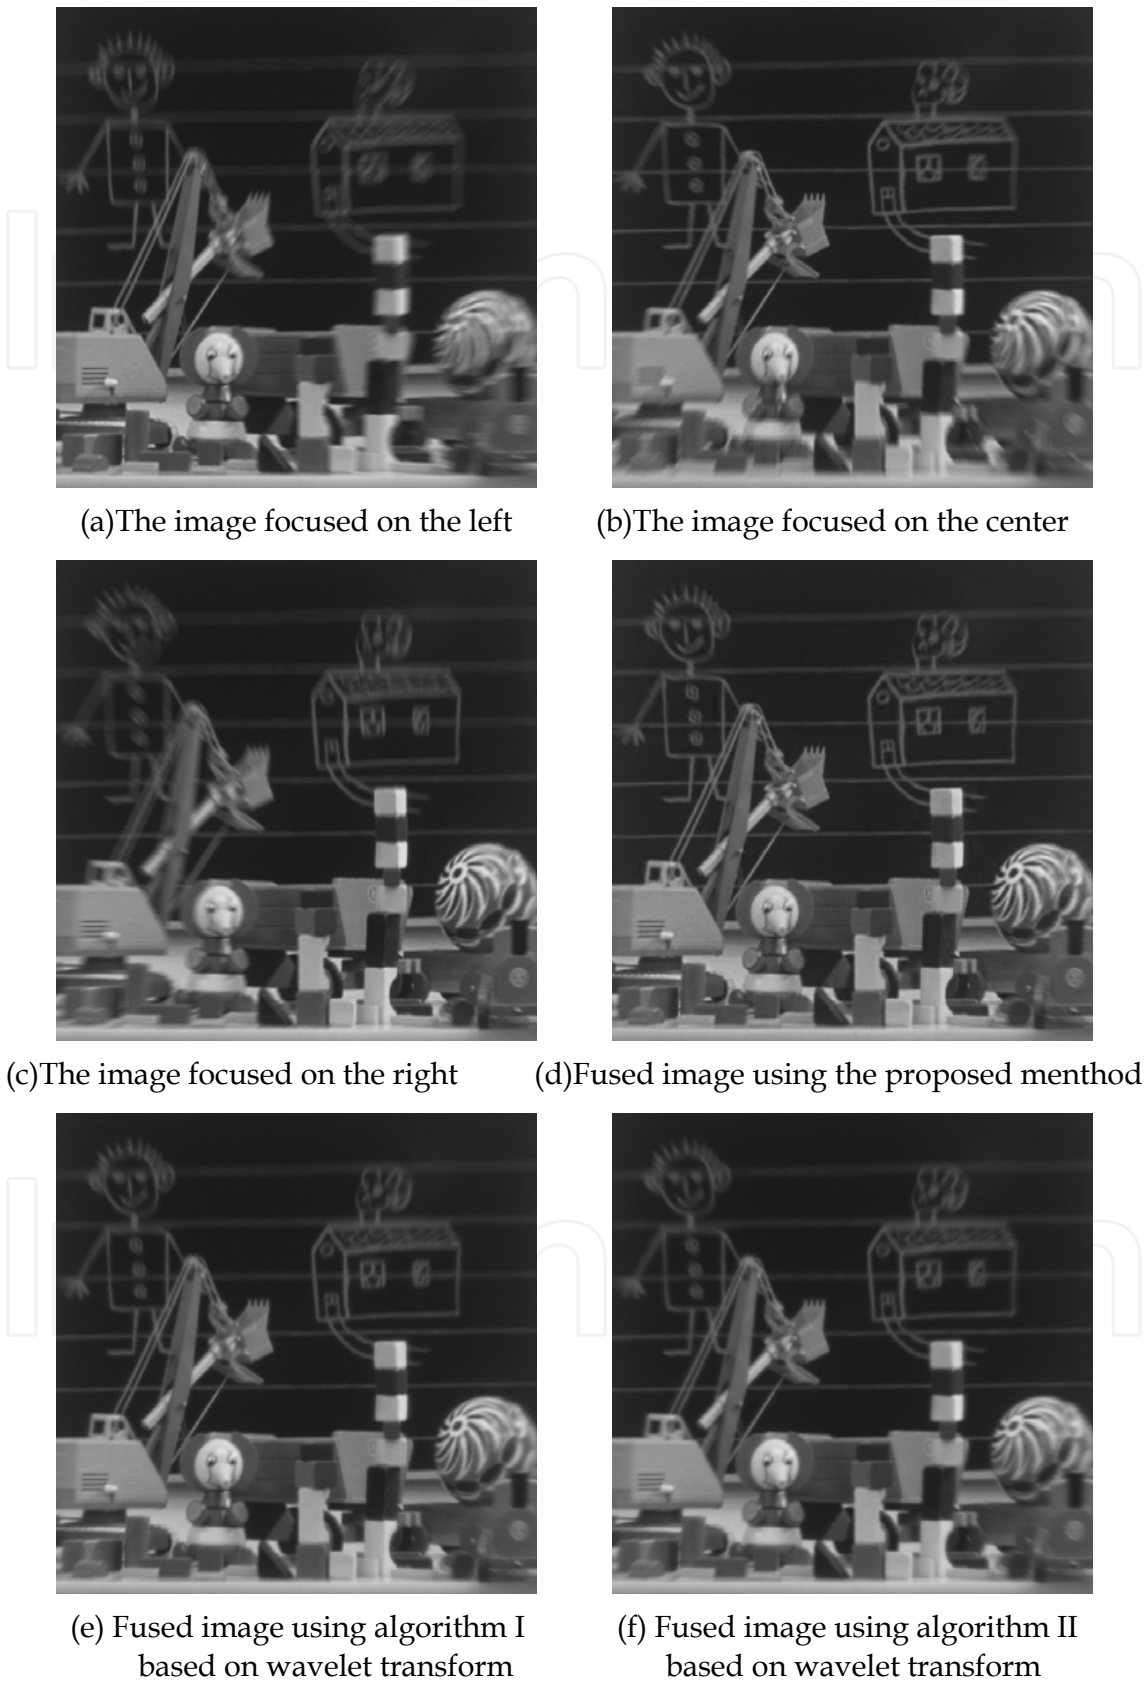 (a)The image focused on the left
(b)The image focused on the center
(c)The image focused on the right
(d)Fused image using the proposed menthod
(e) Fused image using algorithm I
based on wavelet transform
(f) Fused image using algorithm II
based on wavelet transform